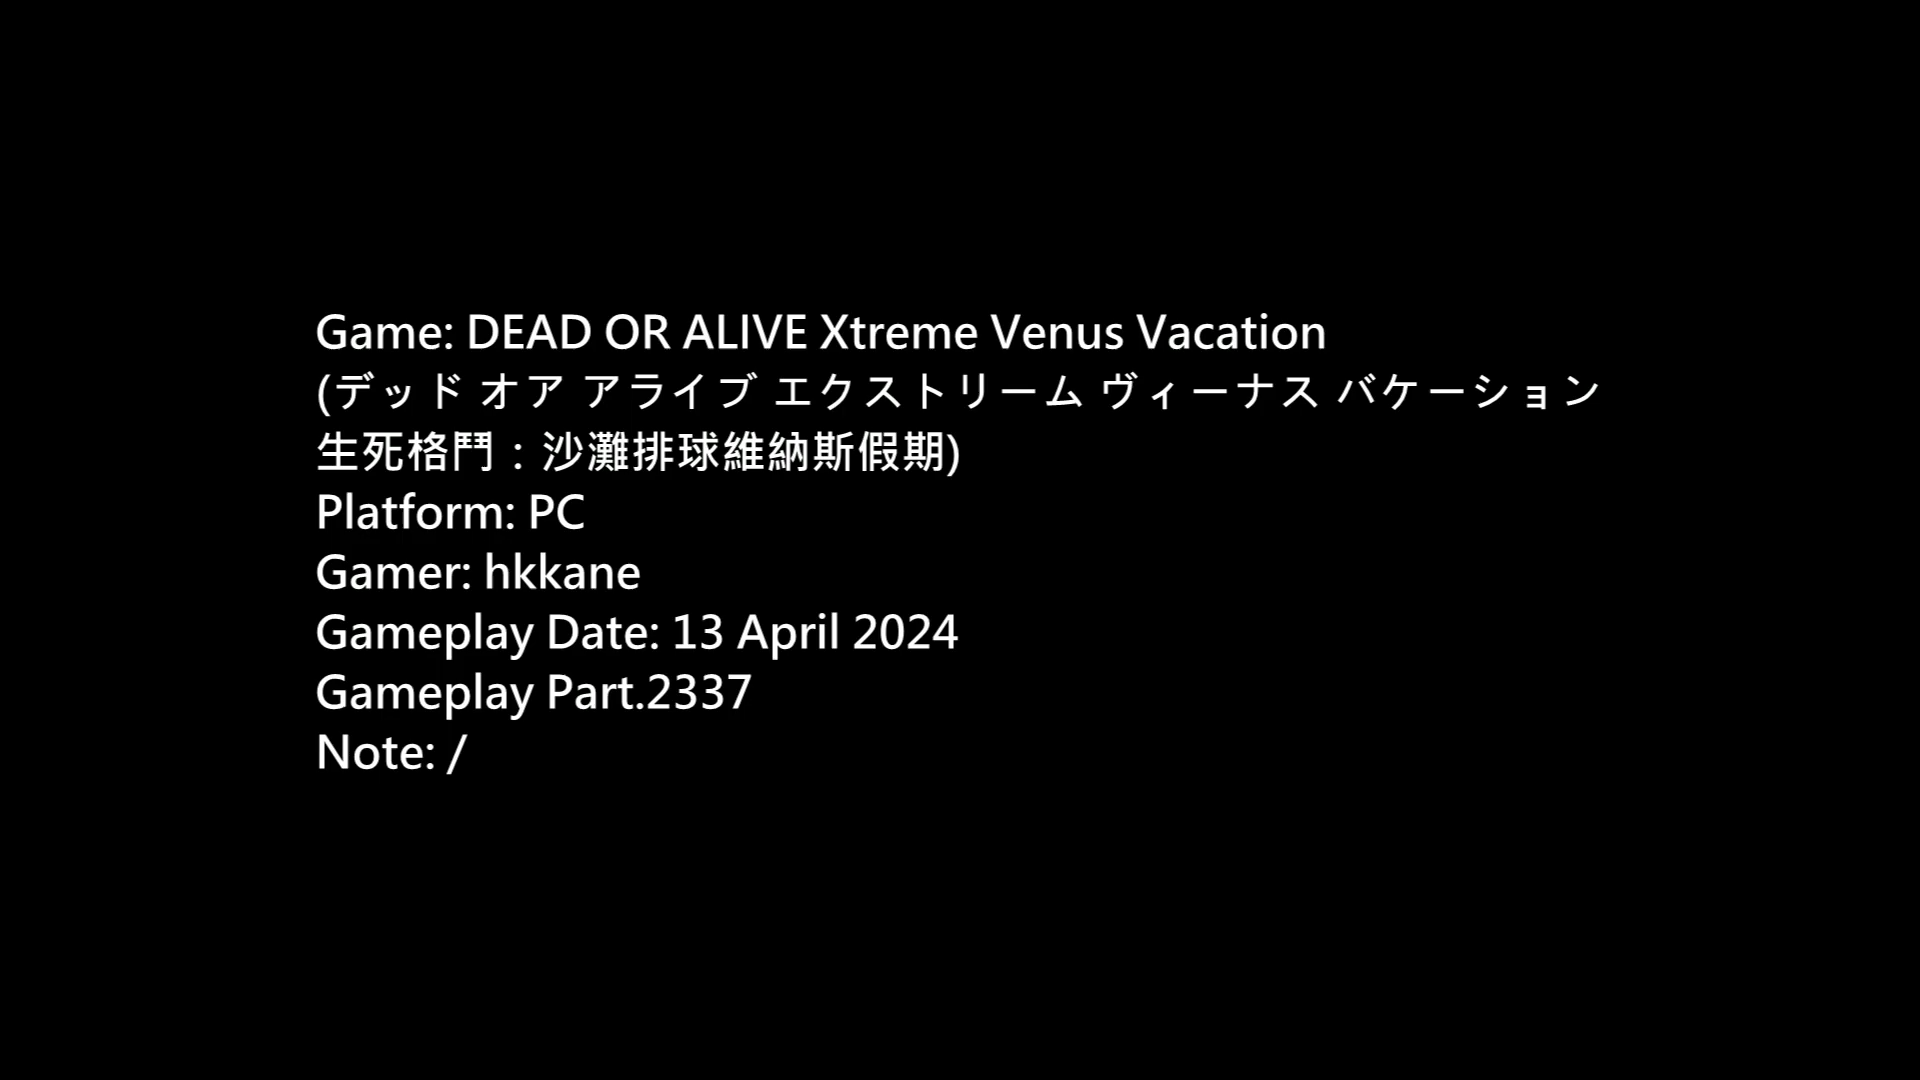 Game: DEAD OR ALIVE Xtreme Venus Vacation
(デッド オア アライブ エクストリーム ヴィーナス バケーション
生死格鬥：沙灘排球維納斯假期)
Platform: PC
Gamer: hkkane
Gameplay Date: 13 April 2024
Gameplay Part.2337
Note: /